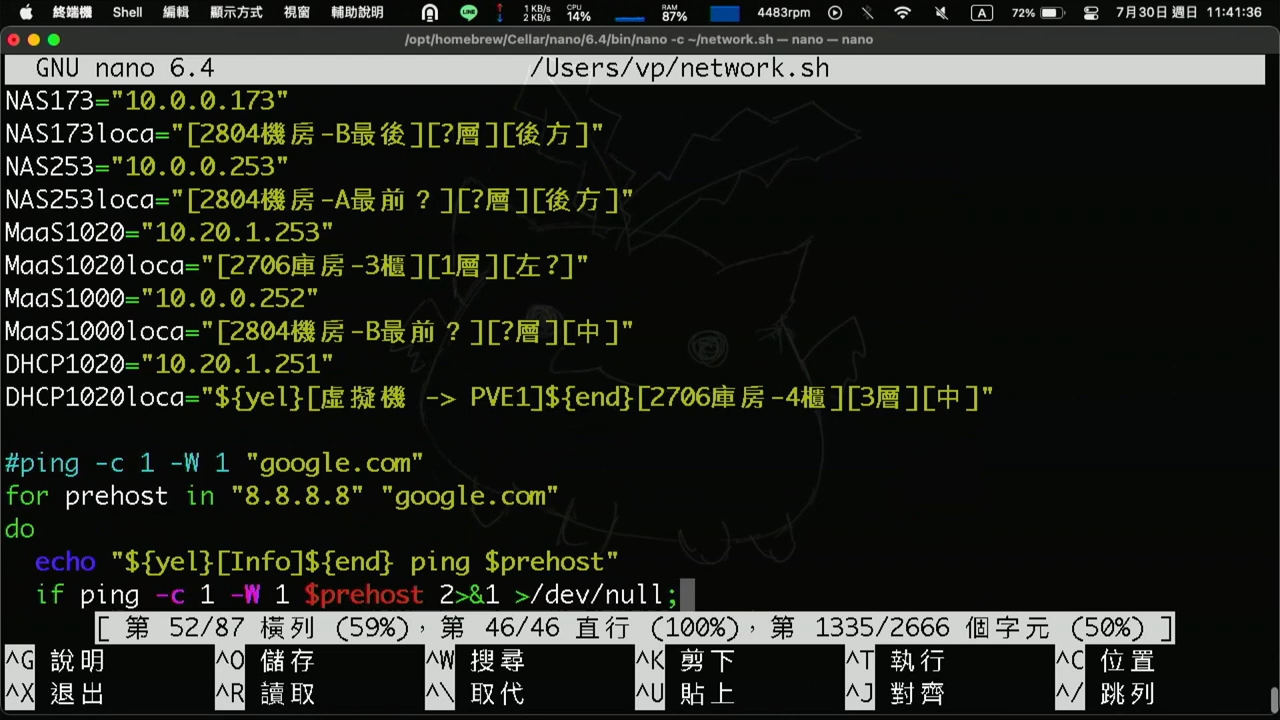 終端機 Shell 編輯 顯示方式 視窗 輔助說明 1 KB/s 2 KB/s CPU 14% RAM 87% 4483rpm A 72% 7月30日 週日 11:41:36
/opt/homebrew/Cellar/nano/6.4/bin/nano -c ~/network.sh — nano — nano
GNU nano 6.4 /Users/vp/network.sh
NAS173="10.0.0.173"
NAS173loca="[2804機房-B最後][?層][後方]"
NAS253="10.0.0.253"
NAS253loca="[2804機房-A最前？][?層][後方]"
MaaS1020="10.20.1.253"
MaaS1020loca="[2706庫房-3櫃][1層][左?]"
MaaS1000="10.0.0.252"
MaaS1000loca="[2804機房-B最前？][?層][中]"
DHCP1020="10.20.1.251"
DHCP1020loca="${yel}[虛擬機 -> PVE1]${end}[2706庫房-4櫃][3層][中]"
#ping -c 1 -W 1 "google.com"
for prehost in "8.8.8.8" "google.com"
do
  echo "${yel}[Info]${end} ping $prehost"
  if ping -c 1 -W 1 $prehost 2>&1 >/dev/null;
[ 第 52/87 橫列 (59%)，第 46/46 直行 (100%)，第 1335/2666 個字元 (50%) ]
^G 說明 ^O 儲存 ^W 搜尋 ^K 剪下 ^T 執行 ^C 位置
^X 退出 ^R 讀取 ^\ 取代 ^U 貼上 ^J 對齊 ^/ 跳列